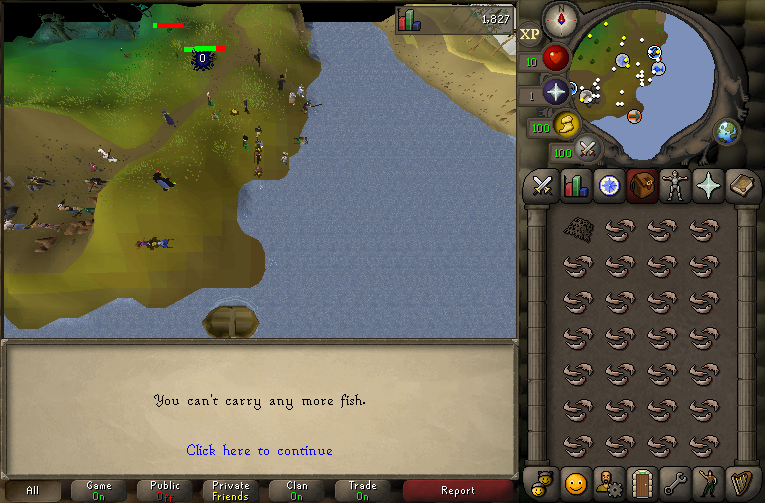 1,827
N
XP
10
0
1
100
100
You can't carry any more fish.
Click here to continue
All
Game
On
Public
Off
Private
Friends
Clan
On
Trade
On
Report